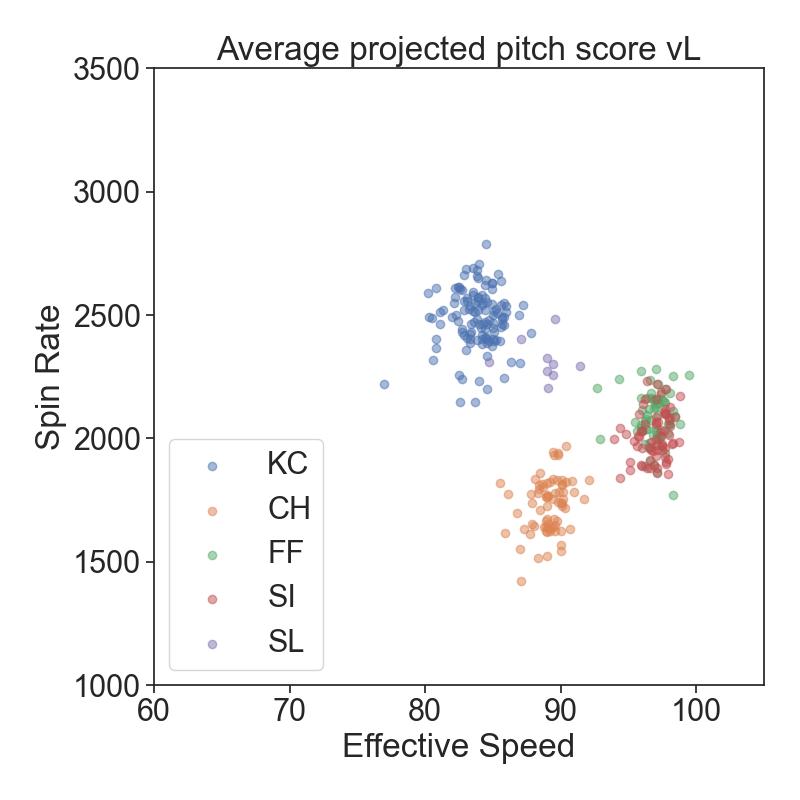 Average projected pitch score vL
3500
3000
2500
2000
1500
1000
Spin Rate
KC
CH
FF
SI
SL
60 70 80 90 100
Effective Speed